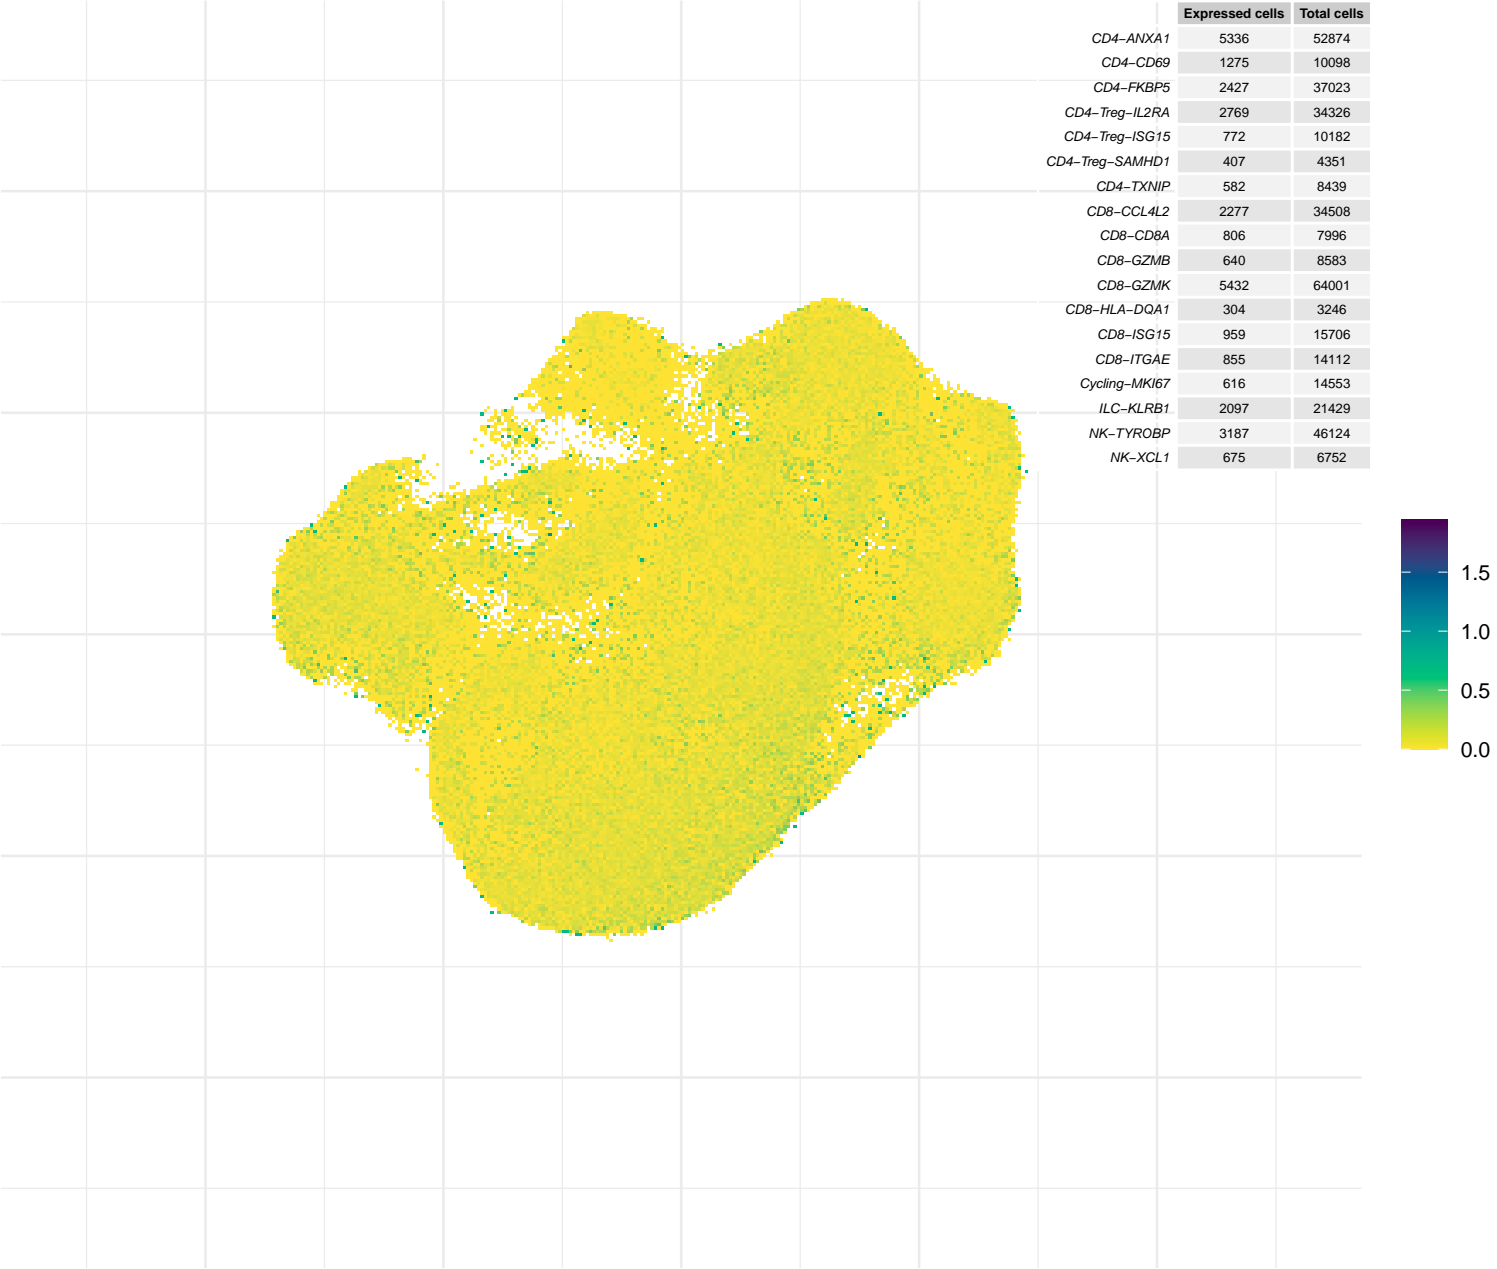 Expressed cells Total cells
CD4−ANXA1 5336 52874
CD4−CD69 1275 10098
CD4−FKBP5 2427 37023
CD4−Treg−IL2RA 2769 34326
CD4−Treg−ISG15 772 10182
CD4−Treg−SAMHD1 407 4351
CD4−TXNIP 582 8439
CD8−CCL4L2 2277 34508
CD8−CD8A 806 7996
CD8−GZMB 640 8583
CD8−GZMK 5432 64001
CD8−HLA−DQA1 304 3246
CD8−ISG15 959 15706
CD8−ITGAE 855 14112
Cycling−MKI67 616 14553
ILC−KLRB1 2097 21429
NK−TYROBP 3187 46124
NK−XCL1 675 6752
1.5
1.0
0.5
0.0